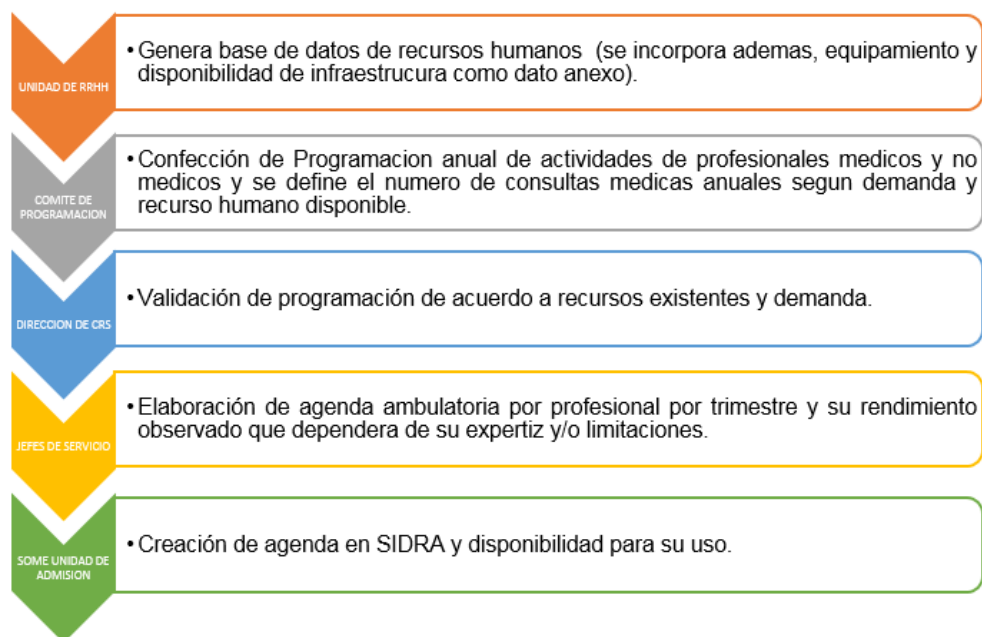 UNIDAD DE RRHH
• Genera base de datos de recursos humanos (se incorpora ademas, equipamiento y
disponibilidad de infraestrucura como dato anexo).
COMITE DE
PROGRAMACION
• Confección de Programacion anual de actividades de profesionales medicos y no
medicos y se define el numero de consultas medicas anuales segun demanda y
recurso humano disponible.
DIRECCION DE CRS
• Validación de programación de acuerdo a recursos existentes y demanda.
JEFES DE SERVICIO
• Elaboración de agenda ambulatoria por profesional por trimestre y su rendimiento
observado que dependera de su expertiz y/o limitaciones.
SOME UNIDAD DE
ADMISION
• Creación de agenda en SIDRA y disponibilidad para su uso.